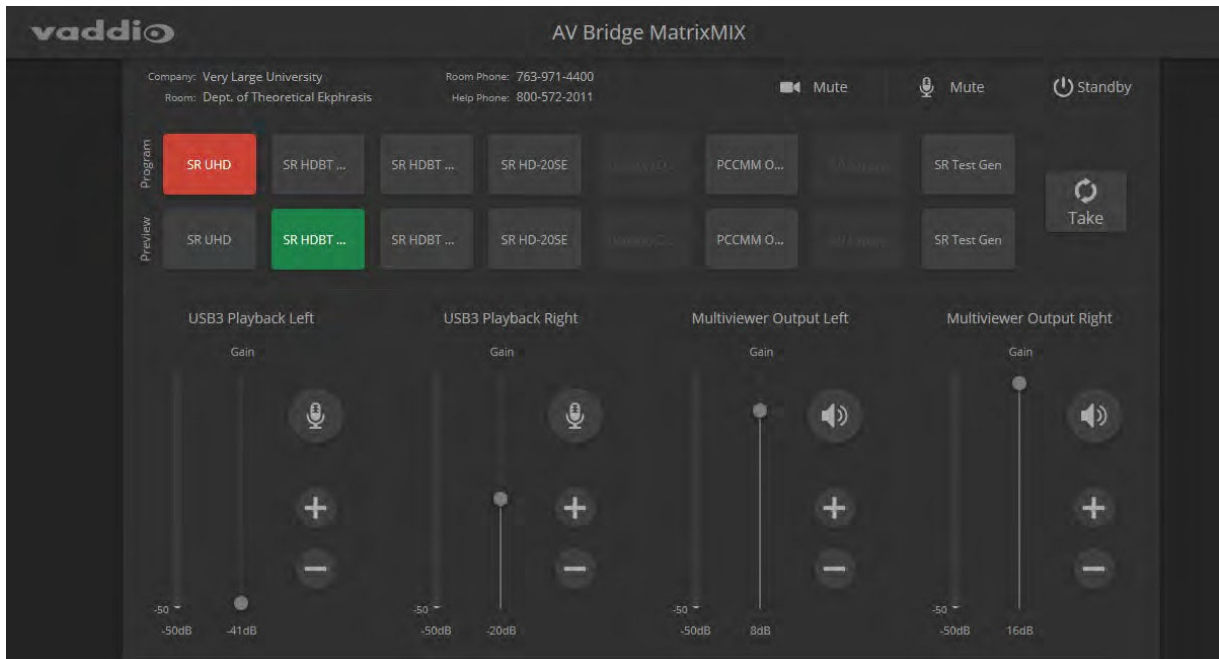 vaddio
AV Bridge MatrixMIX
Company: Very Large University
Room: Dept. of Theoretical Ekphrasis
Room Phone: 763-971-4400
Help Phone: 800-572-2011
Mute
Mute
Standby
Program
SR UHD
SR HDBT ...
SR HDBT ...
SR HD-20SE
PCCMM O...
SR Test Gen
Take
Preview
SR UHD
SR HDBT ...
SR HDBT ...
SR HD-20SE
PCCMM O...
SR Test Gen
USB3 Playback Left
USB3 Playback Right
Multiviewer Output Left
Multiviewer Output Right
Gain
Gain
Gain
Gain
-50
-50
-50
-50
-50dB
-41dB
-50dB
-20dB
-50dB
8dB
-50dB
16dB